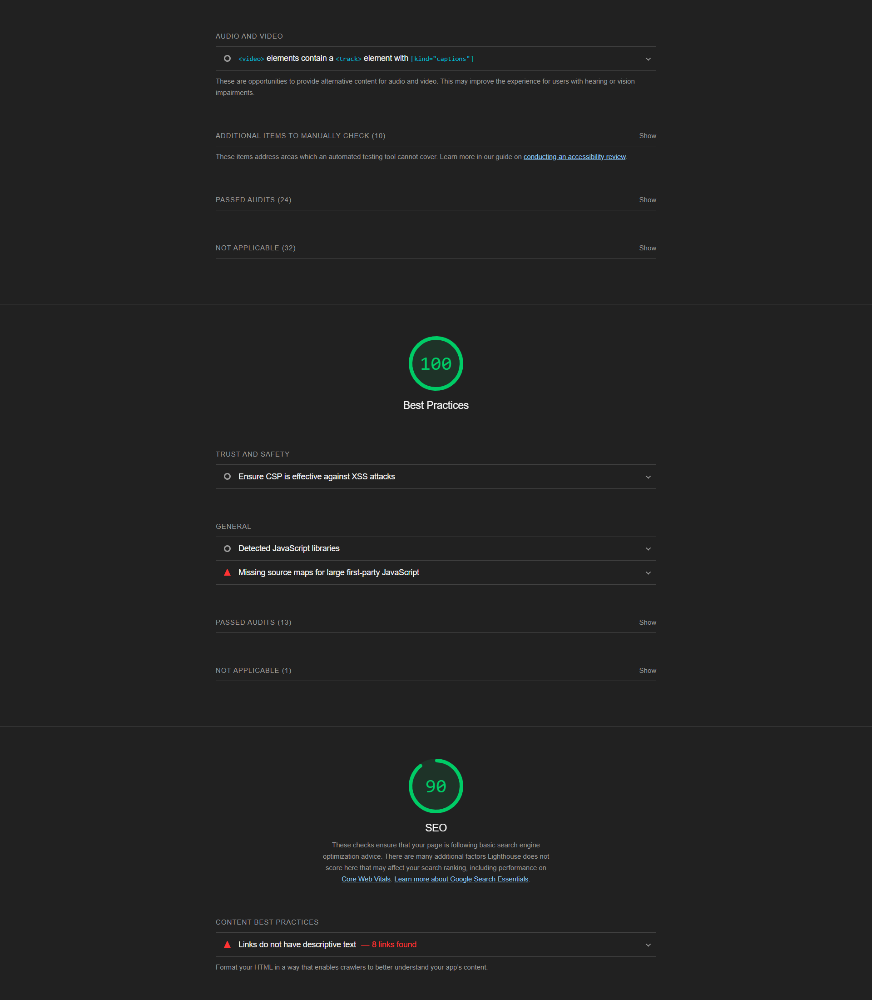 AUDIO AND VIDEO
<video> elements contain a <track> element with [kind="captions"]
These are opportunities to provide alternative content for audio and video. This may improve the experience for users with hearing or vision
impairments.
ADDITIONAL ITEMS TO MANUALLY CHECK (10) Show
These items address areas which an automated testing tool cannot cover. Learn more in our guide on conducting an accessibility review.
PASSED AUDITS (24) Show
NOT APPLICABLE (32) Show
100
Best Practices
TRUST AND SAFETY
Ensure CSP is effective against XSS attacks
GENERAL
Detected JavaScript libraries
Missing source maps for large first-party JavaScript
PASSED AUDITS (13) Show
NOT APPLICABLE (1) Show
90
SEO
These checks ensure that your page is following basic search engine
optimization advice. There are many additional factors Lighthouse does not
score here that may affect your search ranking, including performance on
Core Web Vitals. Learn more about Google Search Essentials.
CONTENT BEST PRACTICES
Links do not have descriptive text — 8 links found
Format your HTML in a way that enables crawlers to better understand your app’s content.